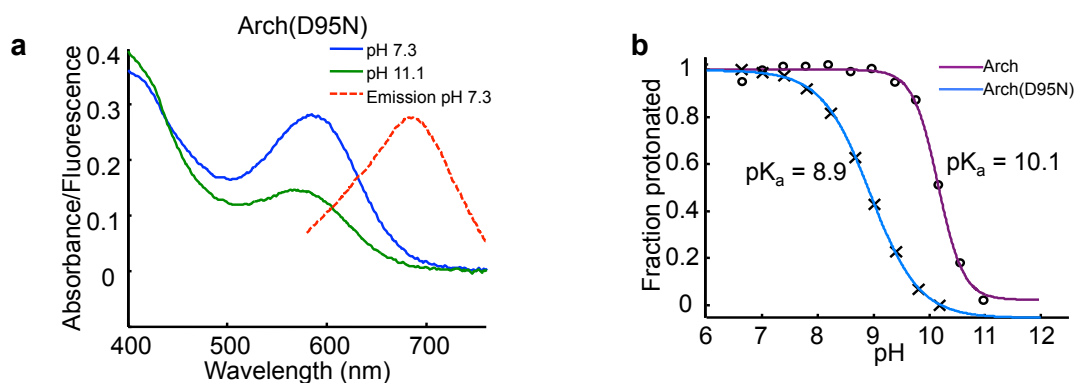 a
Arch(D95N)
pH 7.3
pH 11.1
Emission pH 7.3
Absorbance/Fluorescence
0.4
0.3
0.2
0.1
0
400 500 600 700
Wavelength (nm)
b
Arch
Arch(D95N)
Fraction protonated
1
0.8
0.6
0.4
0.2
0
pKa = 8.9
pKa = 10.1
6 7 8 9 10 11 12
pH